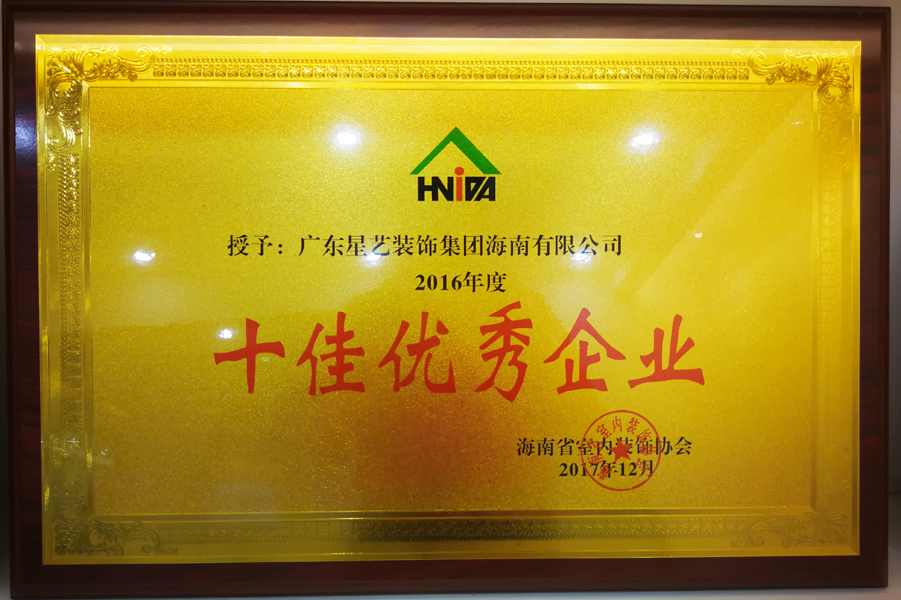 HNIDA
授予：广东星艺装饰集团海南有限公司
2016年度
十佳优秀企业
海南省室内装饰协会
2017年12月